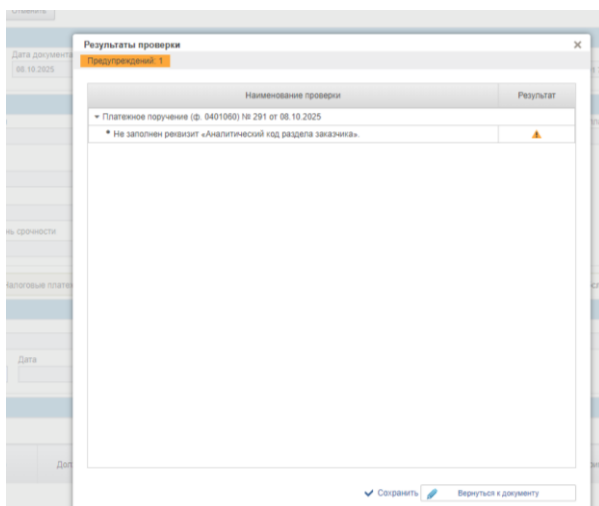 Отменить
Результаты проверки
Предупреждений: 1
Дата документа
08.10.2025
Наименование проверки
Результат
Платежное поручение (ф. 0401060) № 291 от 08.10.2025
* Не заполнен реквизит «Аналитический код раздела заказчика».
срочности
Налоговые
Дата
Сохранить
Вернуться к документу